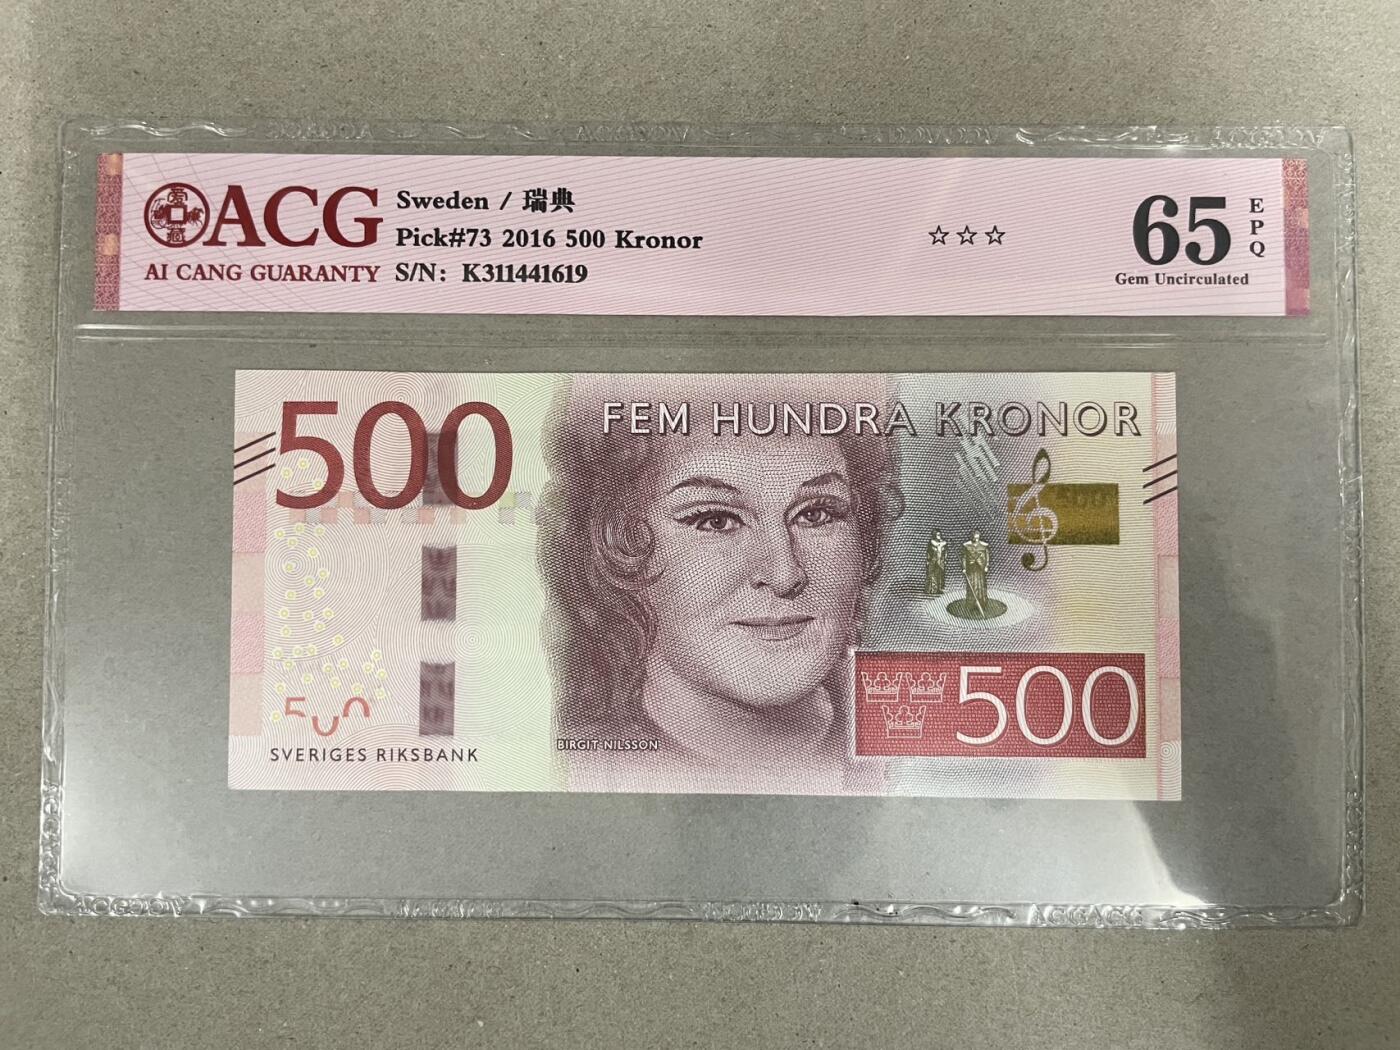 ACG
AI CANG GUARANTY
Sweden / 瑞典
Pick#73 2016 500 Kronor
S/N: K311441619
☆☆☆
65
EPQ
Gem Uncirculated
500
FEM HUNDRA KRONOR
500
SVERIGES RIKSBANK
BIRGIT NILSSON
500